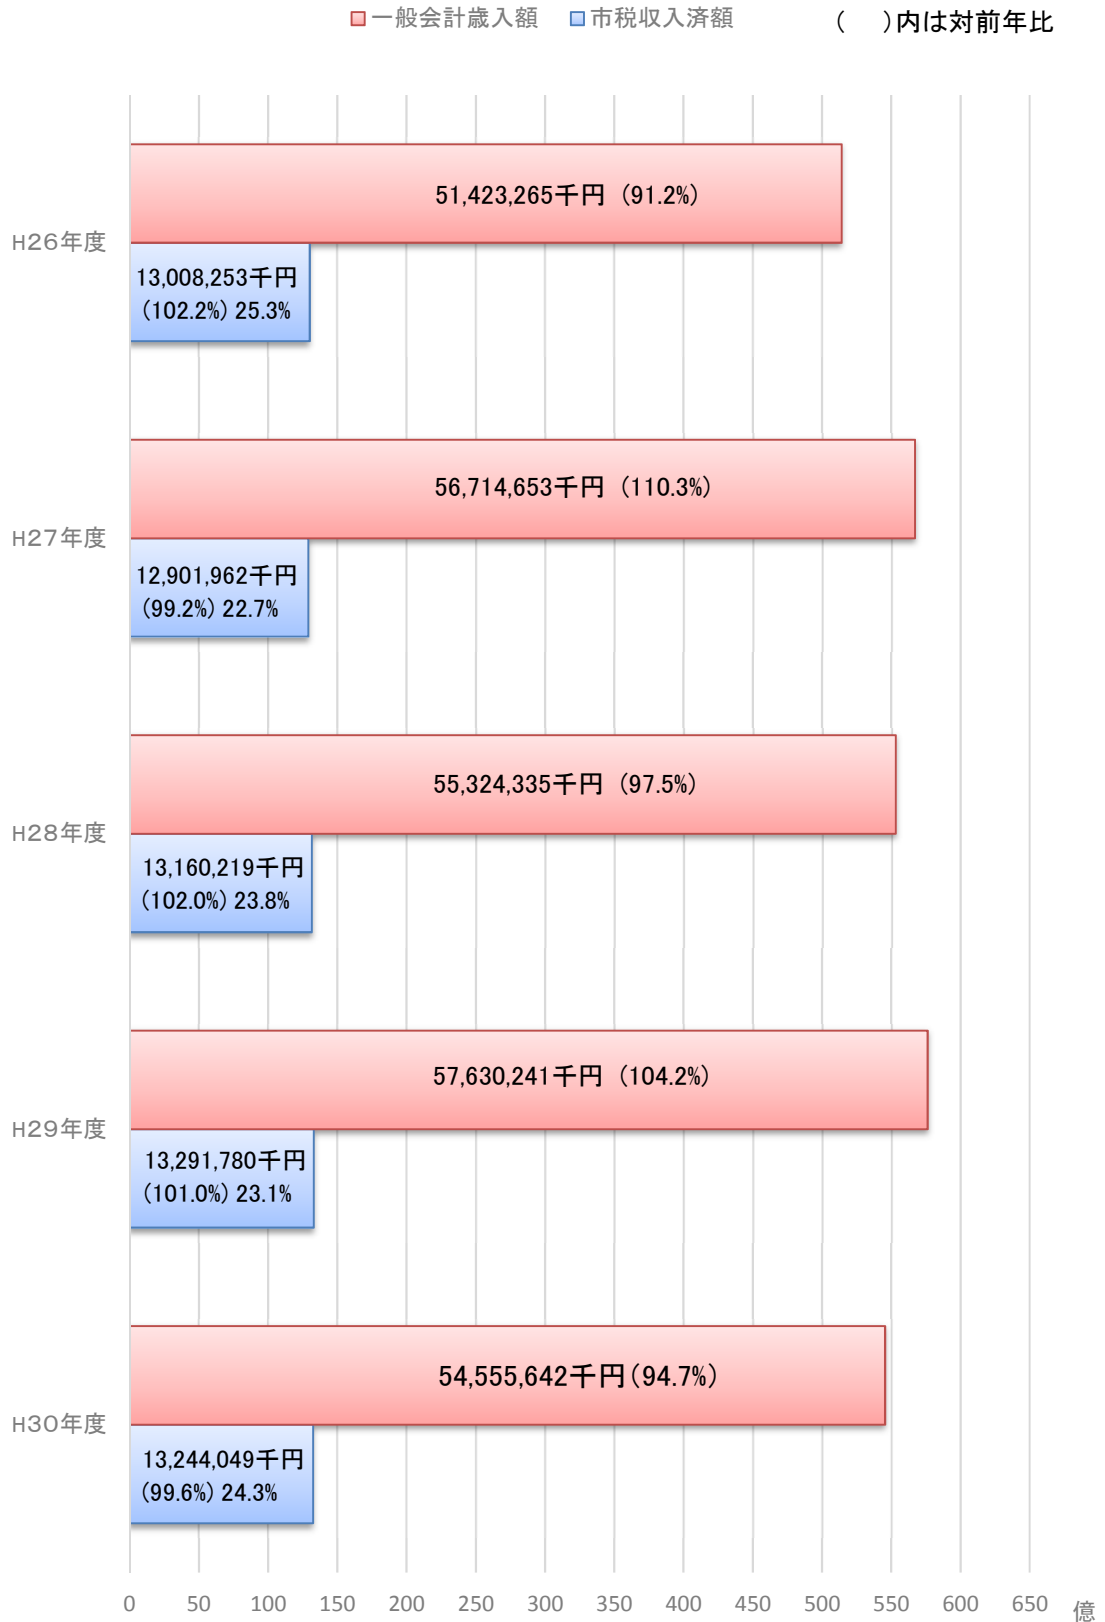 一般会計歳入額 市税収入済額 (　)内は対前年比
H26年度
51,423,265千円 (91.2%)
13,008,253千円
(102.2%) 25.3%
H27年度
56,714,653千円 (110.3%)
12,901,962千円
(99.2%) 22.7%
H28年度
55,324,335千円 (97.5%)
13,160,219千円
(102.0%) 23.8%
H29年度
57,630,241千円 (104.2%)
13,291,780千円
(101.0%) 23.1%
H30年度
54,555,642千円(94.7%)
13,244,049千円
(99.6%) 24.3%
0 50 100 150 200 250 300 350 400 450 500 550 600 650 億